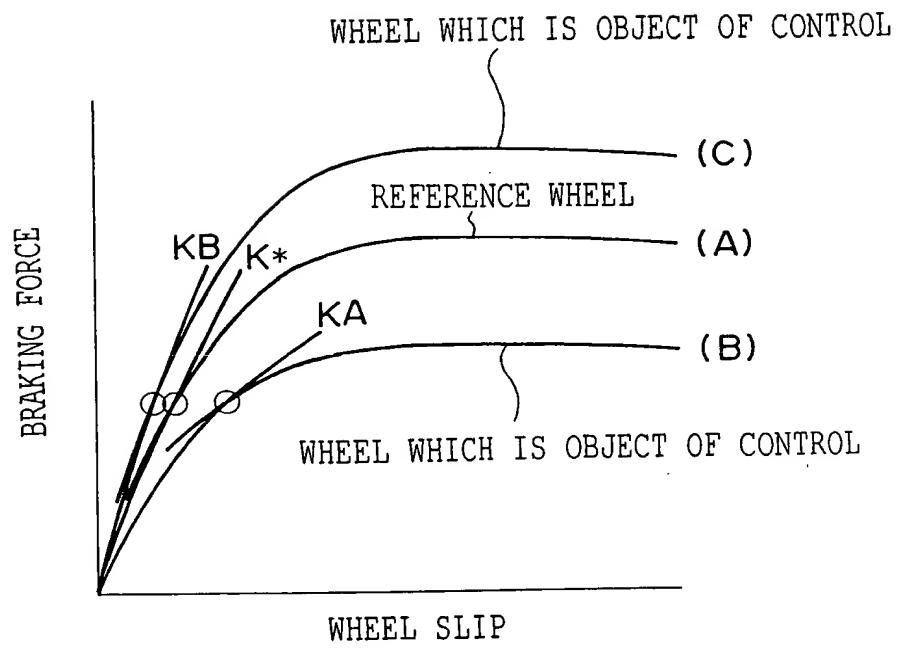 WHEEL WHICH IS OBJECT OF CONTROL
(C)
REFERENCE WHEEL
(A)
KB
K*
KA
(B)
BRAKING FORCE
WHEEL WHICH IS OBJECT OF CONTROL
WHEEL SLIP